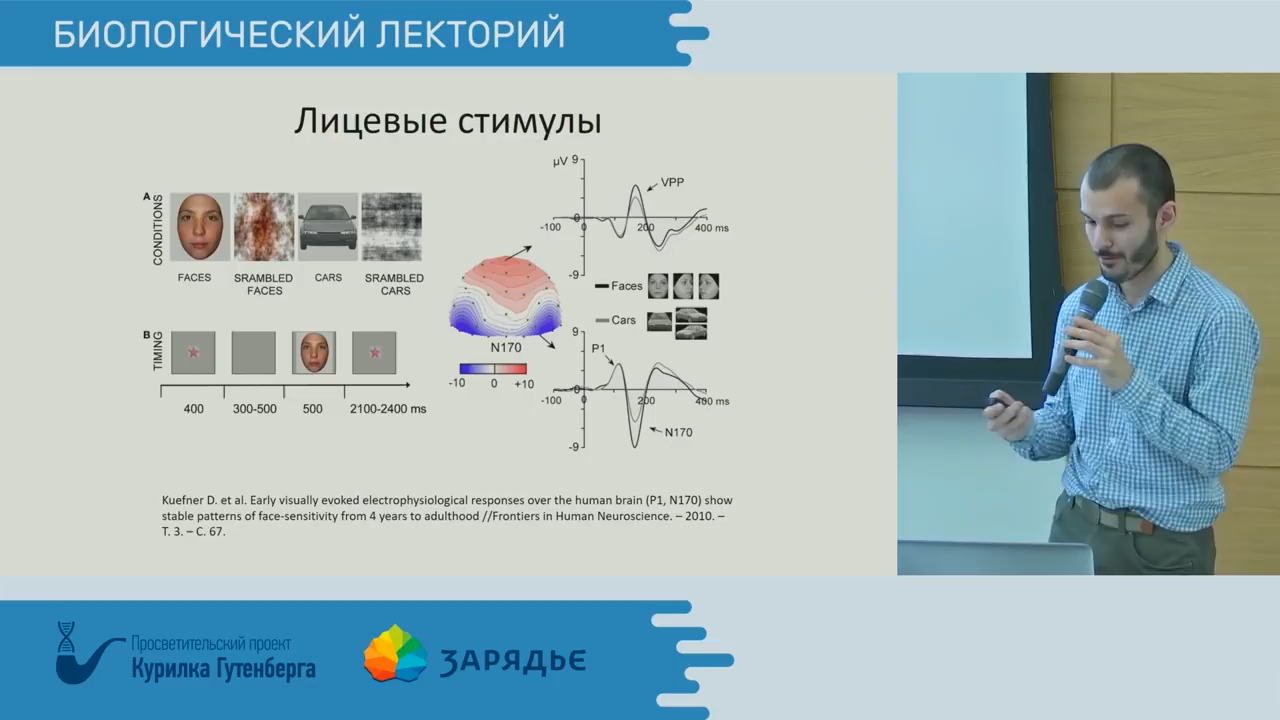 БИОЛОГИЧЕСКИЙ ЛЕКТОРИЙ
Лицевые стимулы
A
CONDITIONS
FACES
SRAMBLED
FACES
CARS
SRAMBLED
CARS
B
TIMING
400
300-500
500
2100-2400 ms
N170
-10
0
+10
µV 9
VPP
-100
0
200
400 ms
-9
Faces
Cars
9
P1
-100
0
200
400 ms
-9
N170
Kuefner D. et al. Early visually evoked electrophysiological responses over the human brain (P1, N170) show
stable patterns of face-sensitivity from 4 years to adulthood //Frontiers in Human Neuroscience. – 2010. –
Т. 3. – С. 67.
Просветительский проект
Курилка Гутенберга
ЗАРЯДЬЕ